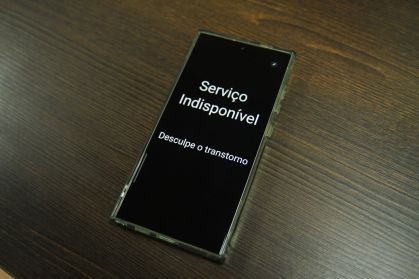 Serviço
Indisponível
Desculpe o transtorno